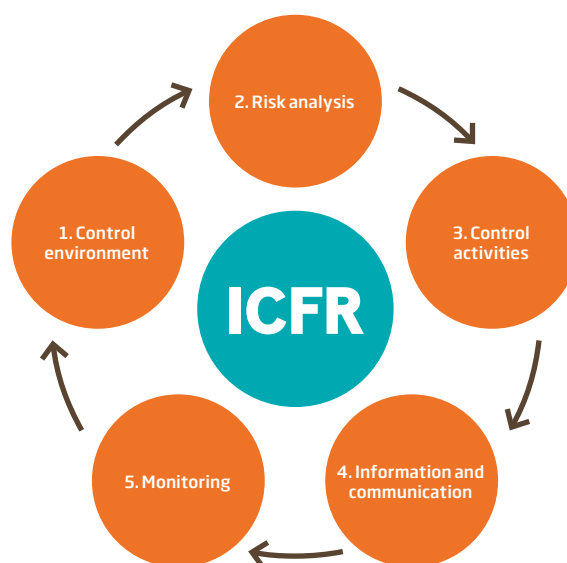 2. Risk analysis
1. Control
environment
3. Control
activities
ICFR
5. Monitoring
4. Information and
communication